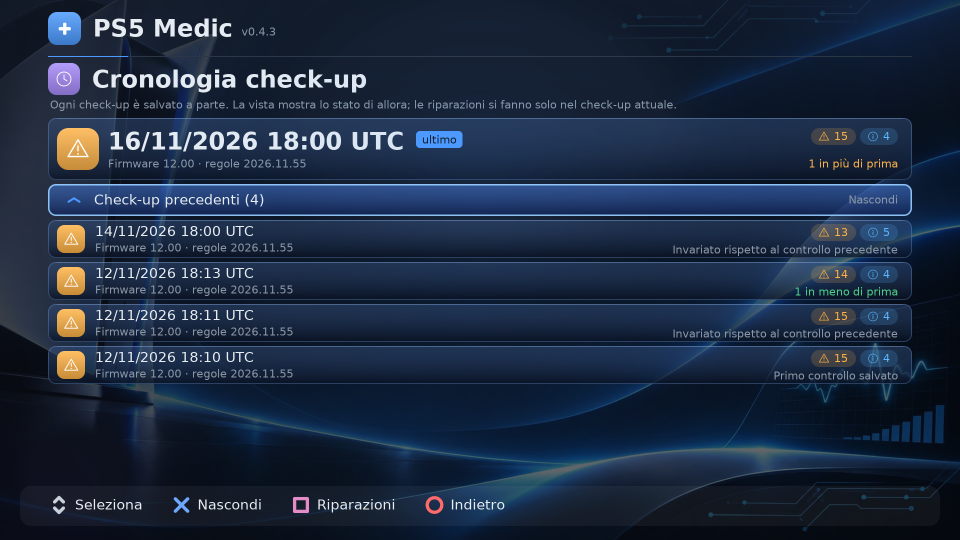 PS5 Medic v0.4.3
Cronologia check-up
Ogni check-up è salvato a parte. La vista mostra lo stato di allora; le riparazioni si fanno solo nel check-up attuale.
16/11/2026 18:00 UTC ultimo 15 4
Firmware 12.00 · regole 2026.11.55 1 in più di prima
Check-up precedenti (4) Nascondi
14/11/2026 18:00 UTC 13 5
Firmware 12.00 · regole 2026.11.55 Invariato rispetto al controllo precedente
12/11/2026 18:13 UTC 14 4
Firmware 12.00 · regole 2026.11.55 1 in meno di prima
12/11/2026 18:11 UTC 15 4
Firmware 12.00 · regole 2026.11.55 Invariato rispetto al controllo precedente
12/11/2026 18:10 UTC 15 4
Firmware 12.00 · regole 2026.11.55 Primo controllo salvato
Seleziona Nascondi Riparazioni Indietro